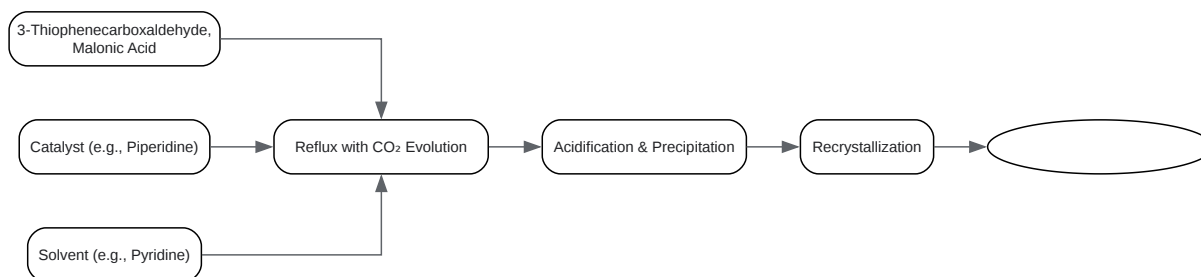 3-Thiophenecarboxaldehyde,
Malonic Acid
Catalyst (e.g., Piperidine)
Reflux with CO₂ Evolution
Acidification & Precipitation
Recrystallization
Solvent (e.g., Pyridine)